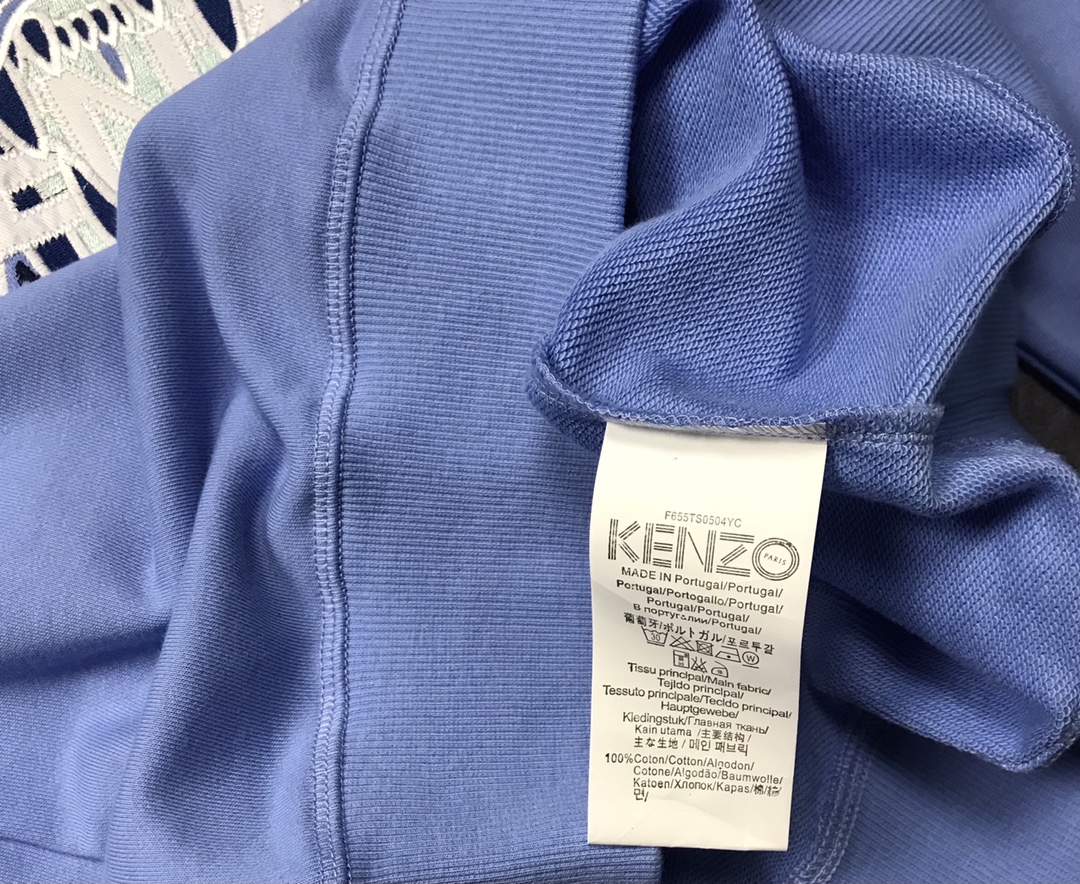 F655TS0504YC
KENZO PARIS
MADE IN Portugal/Portugal/
Portugal/Portogallo/Portugal/
Portugal/Portugal/
В португалии/Portugal/
葡萄牙/ポルトガル/포르투갈
30 W
Tissu principal/Main fabric/
Tejido principal/
Tessuto principale/Tecido principal/
Hauptgewebe/
Kledingstuk/Главная ткань/
Kain utama /主要结构 /
主な生地 / 메인 패브릭
100%Coton/Cotton/Algodon/
Cotone/Algodão/Baumwolle/
Katoen/Хлопок/Kapas/棉/
면/